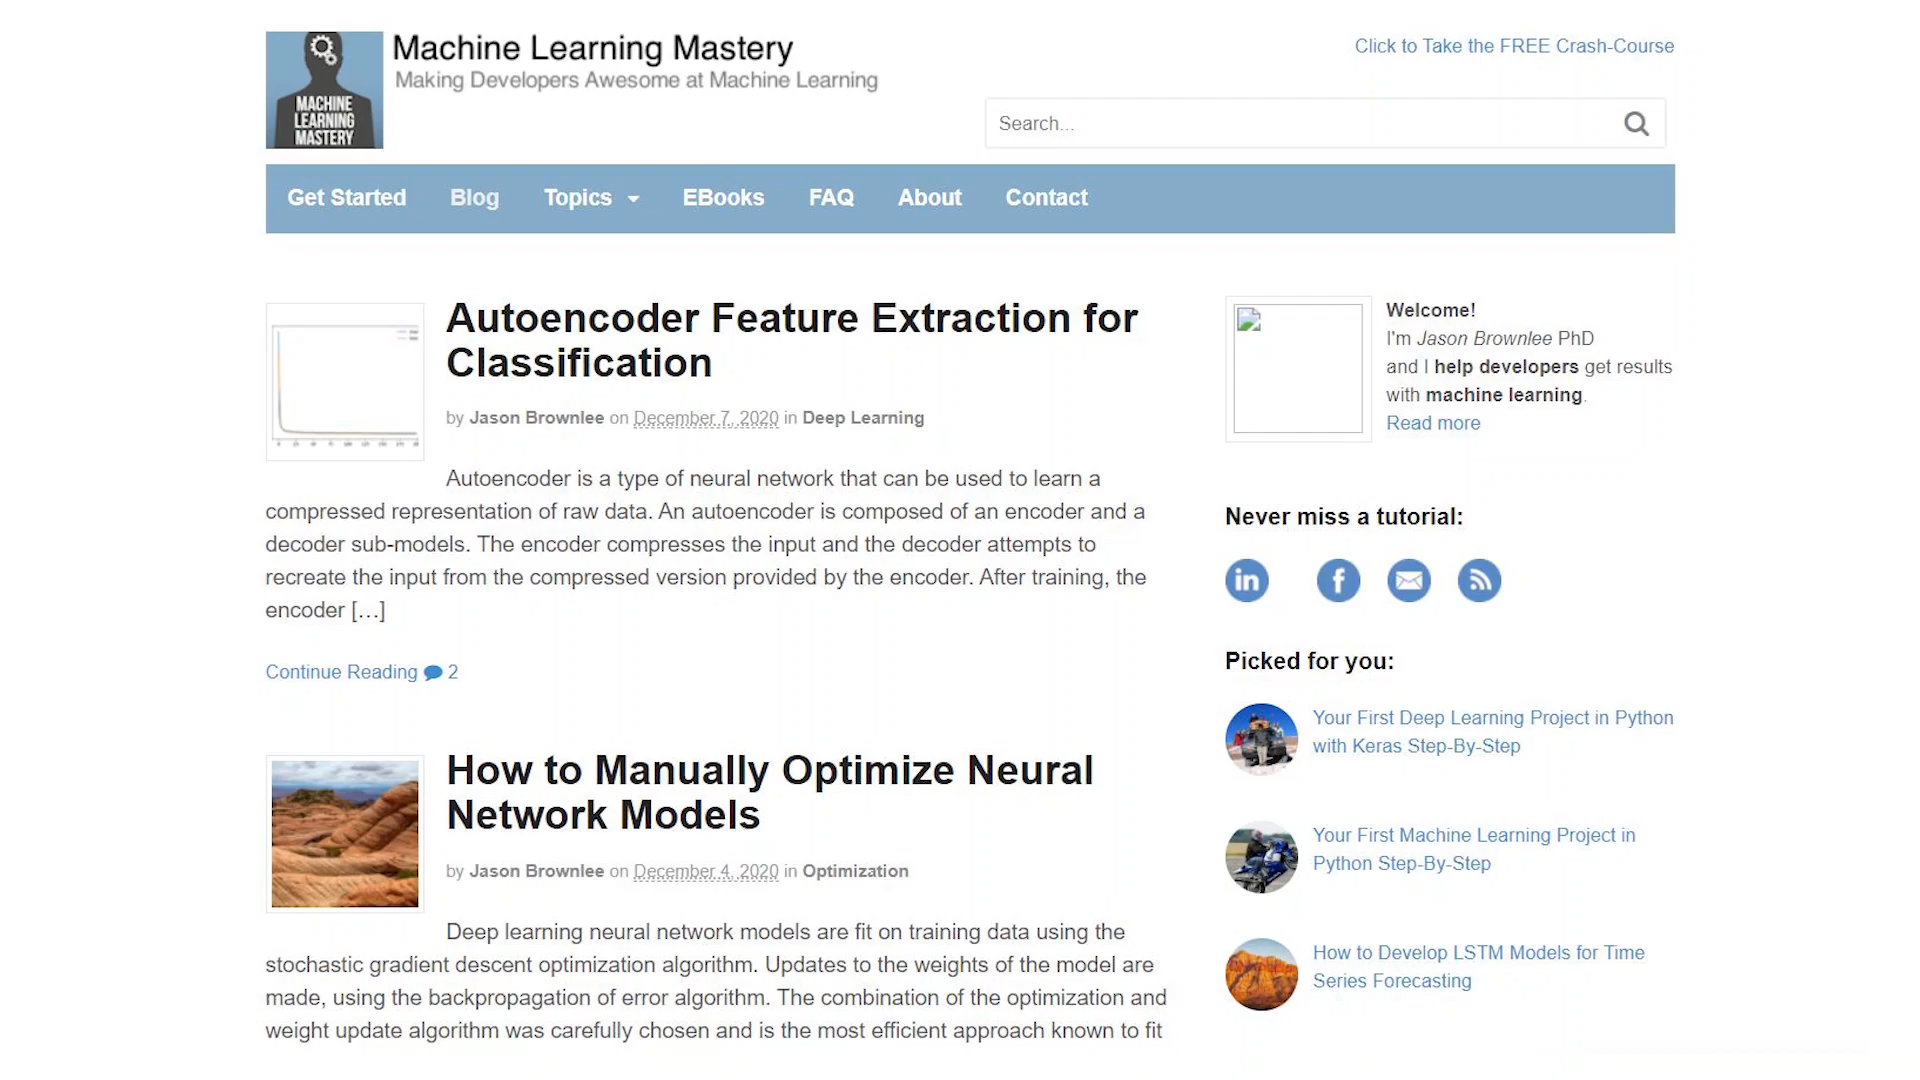 Machine Learning Mastery
Making Developers Awesome at Machine Learning
MACHINE
LEARNING
MASTERY
Click to Take the FREE Crash-Course
Search...
Get Started
Blog
Topics
EBooks
FAQ
About
Contact
Autoencoder Feature Extraction for
Classification
by Jason Brownlee on December 7, 2020 in Deep Learning
Autoencoder is a type of neural network that can be used to learn a
compressed representation of raw data. An autoencoder is composed of an encoder and a
decoder sub-models. The encoder compresses the input and the decoder attempts to
recreate the input from the compressed version provided by the encoder. After training, the
encoder […]
Continue Reading 2
How to Manually Optimize Neural
Network Models
by Jason Brownlee on December 4, 2020 in Optimization
Deep learning neural network models are fit on training data using the
stochastic gradient descent optimization algorithm. Updates to the weights of the model are
made, using the backpropagation of error algorithm. The combination of the optimization and
weight update algorithm was carefully chosen and is the most efficient approach known to fit
Welcome!
I'm Jason Brownlee PhD
and I help developers get results
with machine learning.
Read more
Never miss a tutorial:
in
f
Picked for you:
Your First Deep Learning Project in Python
with Keras Step-By-Step
Your First Machine Learning Project in
Python Step-By-Step
How to Develop LSTM Models for Time
Series Forecasting